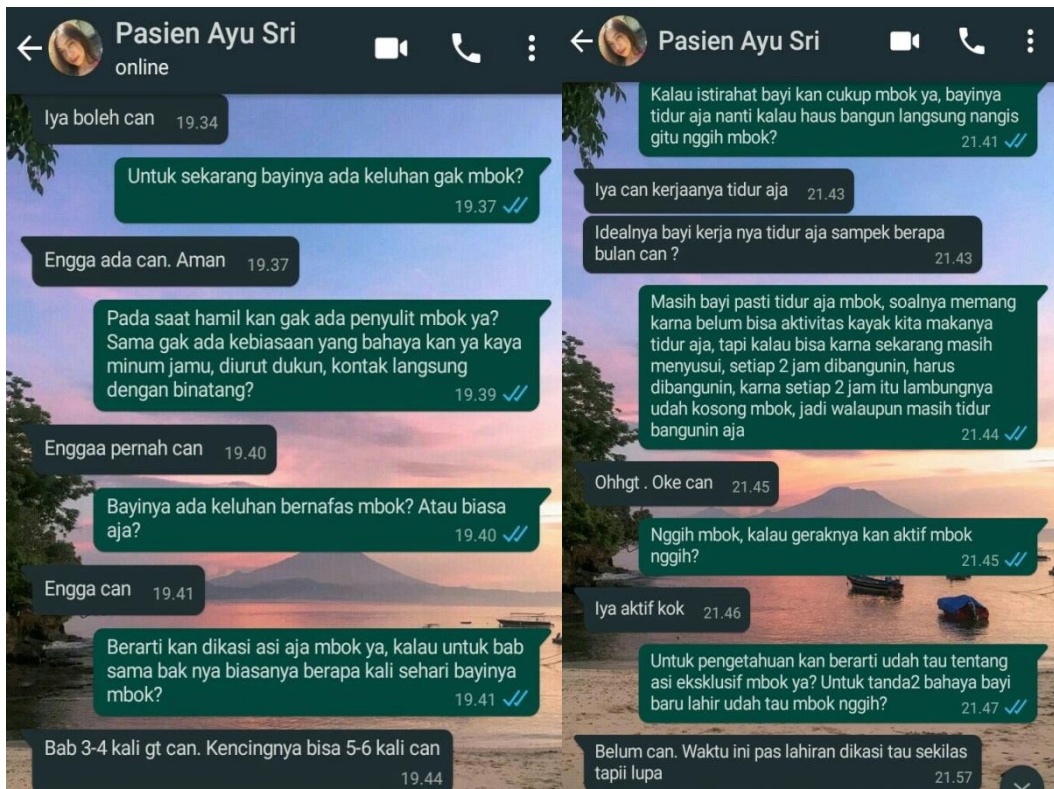 Pasien Ayu Sri
online
Iya boleh can 19.34
Untuk sekarang bayinya ada keluhan gak mbok?
19.37
Engga ada can. Aman 19.37
Pada saat hamil kan gak ada penyulit mbok ya?
Sama gak ada kebiasaan yang bahaya kan ya kaya
minum jamu, diurut dukun, kontak langsung
dengan binatang?
19.39
Enggaa pernah can 19.40
Bayinya ada keluhan bernafas mbok? Atau biasa
aja?
19.40
Engga can 19.41
Berarti kan dikasi asi aja mbok ya, kalau untuk bab
sama bak nya biasanya berapa kali sehari bayinya
mbok?
19.41
Bab 3-4 kali gt can. Kencingnya bisa 5-6 kali can
19.44
Pasien Ayu Sri
Kalau istirahat bayi kan cukup mbok ya, bayinya
tidur aja nanti kalau haus bangun langsung nangis
gitu nggih mbok?
21.41
Iya can kerjaanya tidur aja 21.43
Idealnya bayi kerja nya tidur aja sampek berapa
bulan can ?
21.43
Masih bayi pasti tidur aja mbok, soalnya memang
karna belum bisa aktivitas kayak kita makanya
tidur aja, tapi kalau bisa karna sekarang masih
menyusui, setiap 2 jam dibangunin, harus
dibangunin, karna setiap 2 jam itu lambungnya
udah kosong mbok, jadi walaupun masih tidur
bangunin aja
21.44
Ohhgt . Oke can 21.45
Nggih mbok, kalau geraknya kan aktif mbok
nggih?
21.45
Iya aktif kok 21.46
Untuk pengetahuan kan berarti udah tau tentang
asi eksklusif mbok ya? Untuk tanda2 bahaya bayi
baru lahir udah tau mbok nggih?
21.47
Belum can. Waktu ini pas lahiran dikasi tau sekilas
tapii lupa
21.57